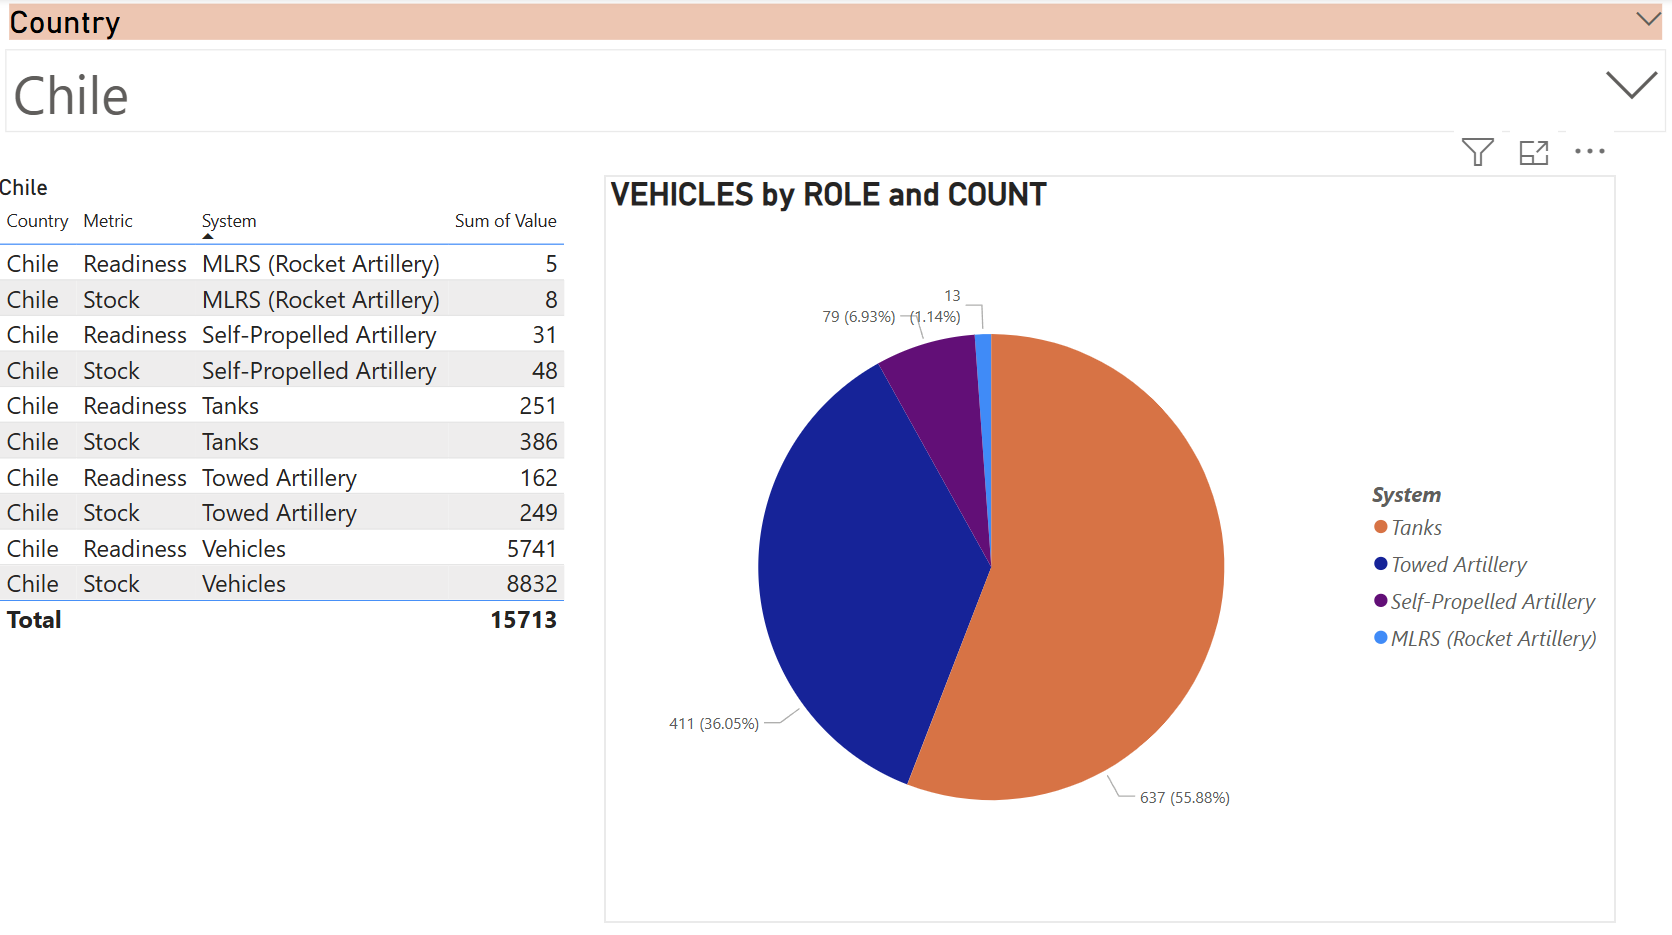 Country
Chile
Chile
Country Metric System Sum of Value
Chile Readiness MLRS (Rocket Artillery) 5
Chile Stock MLRS (Rocket Artillery) 8
Chile Readiness Self-Propelled Artillery 31
Chile Stock Self-Propelled Artillery 48
Chile Readiness Tanks 251
Chile Stock Tanks 386
Chile Readiness Towed Artillery 162
Chile Stock Towed Artillery 249
Chile Readiness Vehicles 5741
Chile Stock Vehicles 8832
Total 15713
VEHICLES by ROLE and COUNT
13
(1.14%)
79 (6.93%)
411 (36.05%)
637 (55.88%)
System
Tanks
Towed Artillery
Self-Propelled Artillery
MLRS (Rocket Artillery)